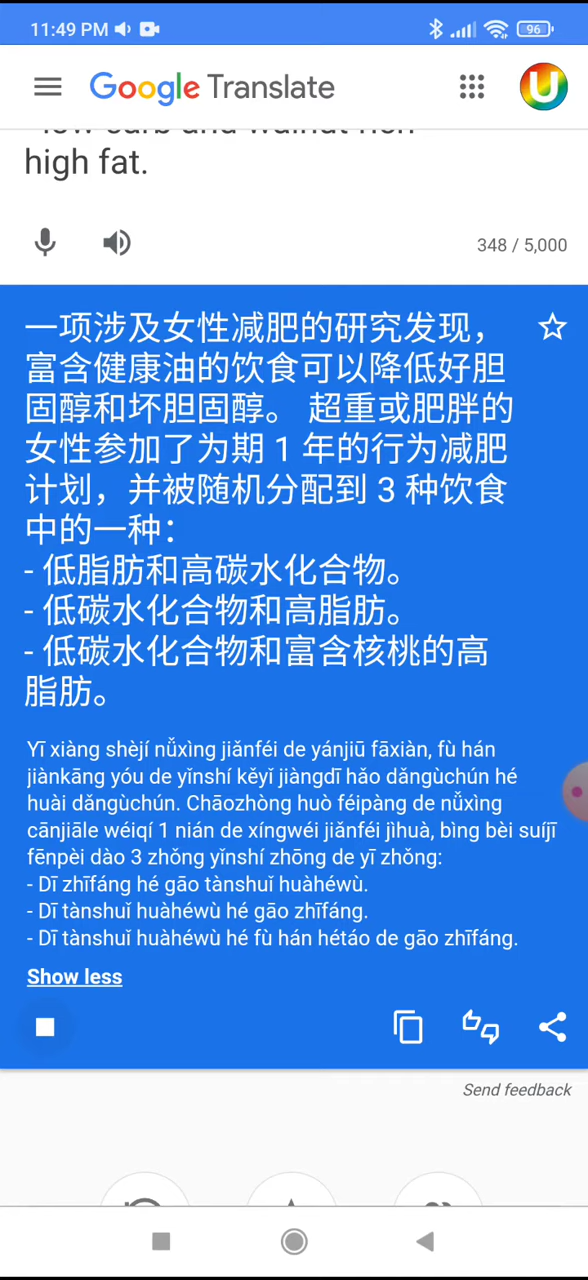 11:49 PM
96
Google Translate
U
low carb and walnut rich
high fat.
348 / 5,000
一项涉及女性减肥的研究发现，
富含健康油的饮食可以降低好胆
固醇和坏胆固醇。 超重或肥胖的
女性参加了为期 1 年的行为减肥
计划，并被随机分配到 3 种饮食
中的一种：
- 低脂肪和高碳水化合物。
- 低碳水化合物和高脂肪。
- 低碳水化合物和富含核桃的高
脂肪。
Yī xiàng shèjí nǚxìng jiǎnféi de yánjiū fāxiàn, fù hán
jiànkāng yóu de yǐnshí kěyǐ jiàngdī hǎo dǎngùchún hé
huài dǎngùchún. Chāozhòng huò féipàng de nǚxìng
cānjiāle wéiqí 1 nián de xíngwéi jiǎnféi jìhuà, bìng bèi suíjī
fēnpèi dào 3 zhǒng yǐnshí zhōng de yī zhǒng:
- Dī zhīfáng hé gāo tànshuǐ huàhéwù.
- Dī tànshuǐ huàhéwù hé gāo zhīfáng.
- Dī tànshuǐ huàhéwù hé fù hán hétáo de gāo zhīfáng.
Show less
Send feedback